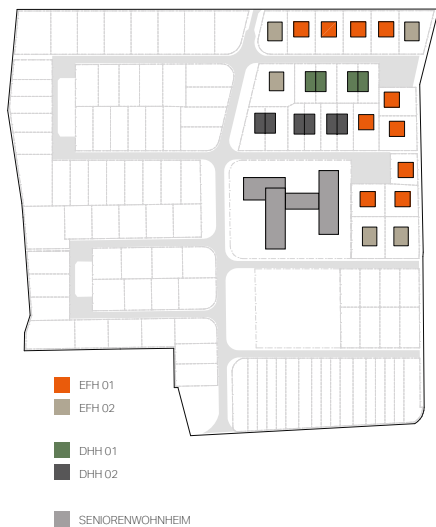 EFH 01
EFH 02
DHH 01
DHH 02
SENIORENWOHNHEIM